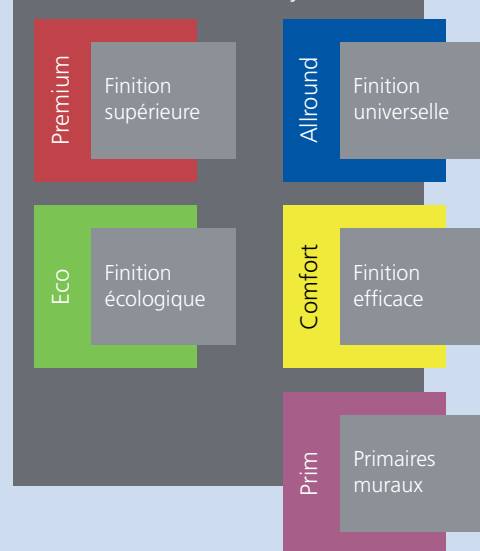 Premium
Finition
supérieure
Allround
Finition
universelle
Eco
Finition
écologique
Comfort
Finition
efficace
Prim
Primaires
muraux